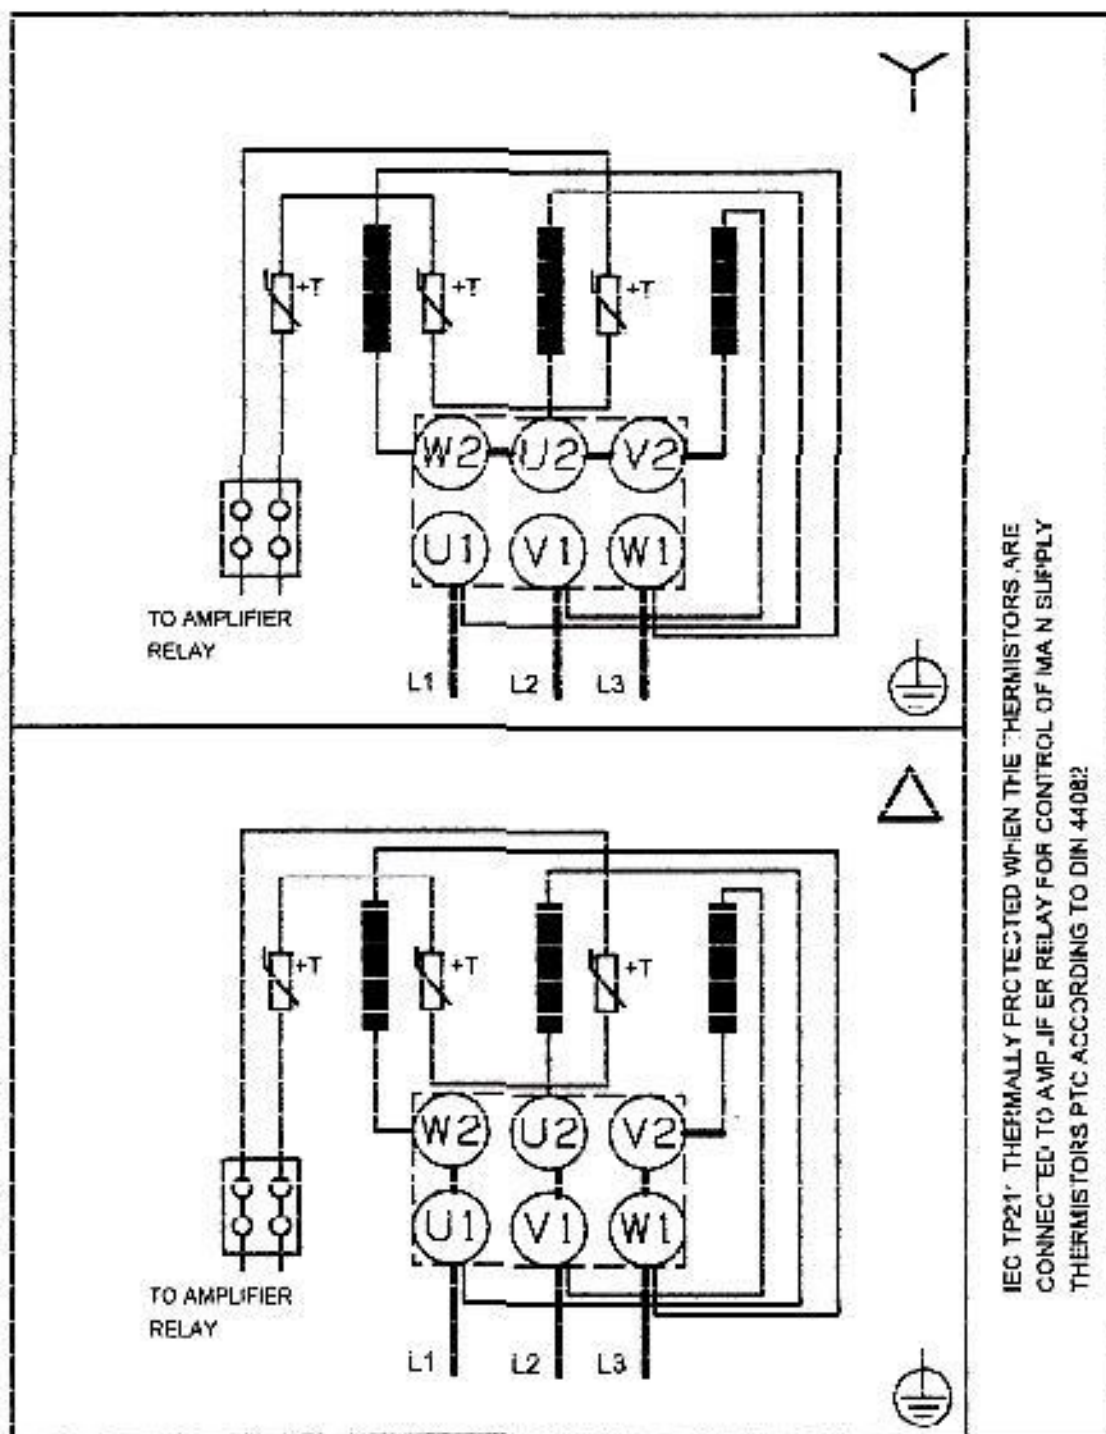 +T
+T
+T
W2
U2
V2
U1
V1
W1
TO AMPLIFIER
RELAY
L1
L2
L3
+T
+T
+T
W2
U2
V2
U1
V1
W1
TO AMPLIFIER
RELAY
L1
L2
L3
IEC TP211 THERMALLY PROTECTED WHEN THE THERMISTORS ARE
CONNECTED TO AMPLIFIER RELAY FOR CONTROL OF MAIN SUPPLY
THERMISTORS PTC ACCORDING TO DIN 44082